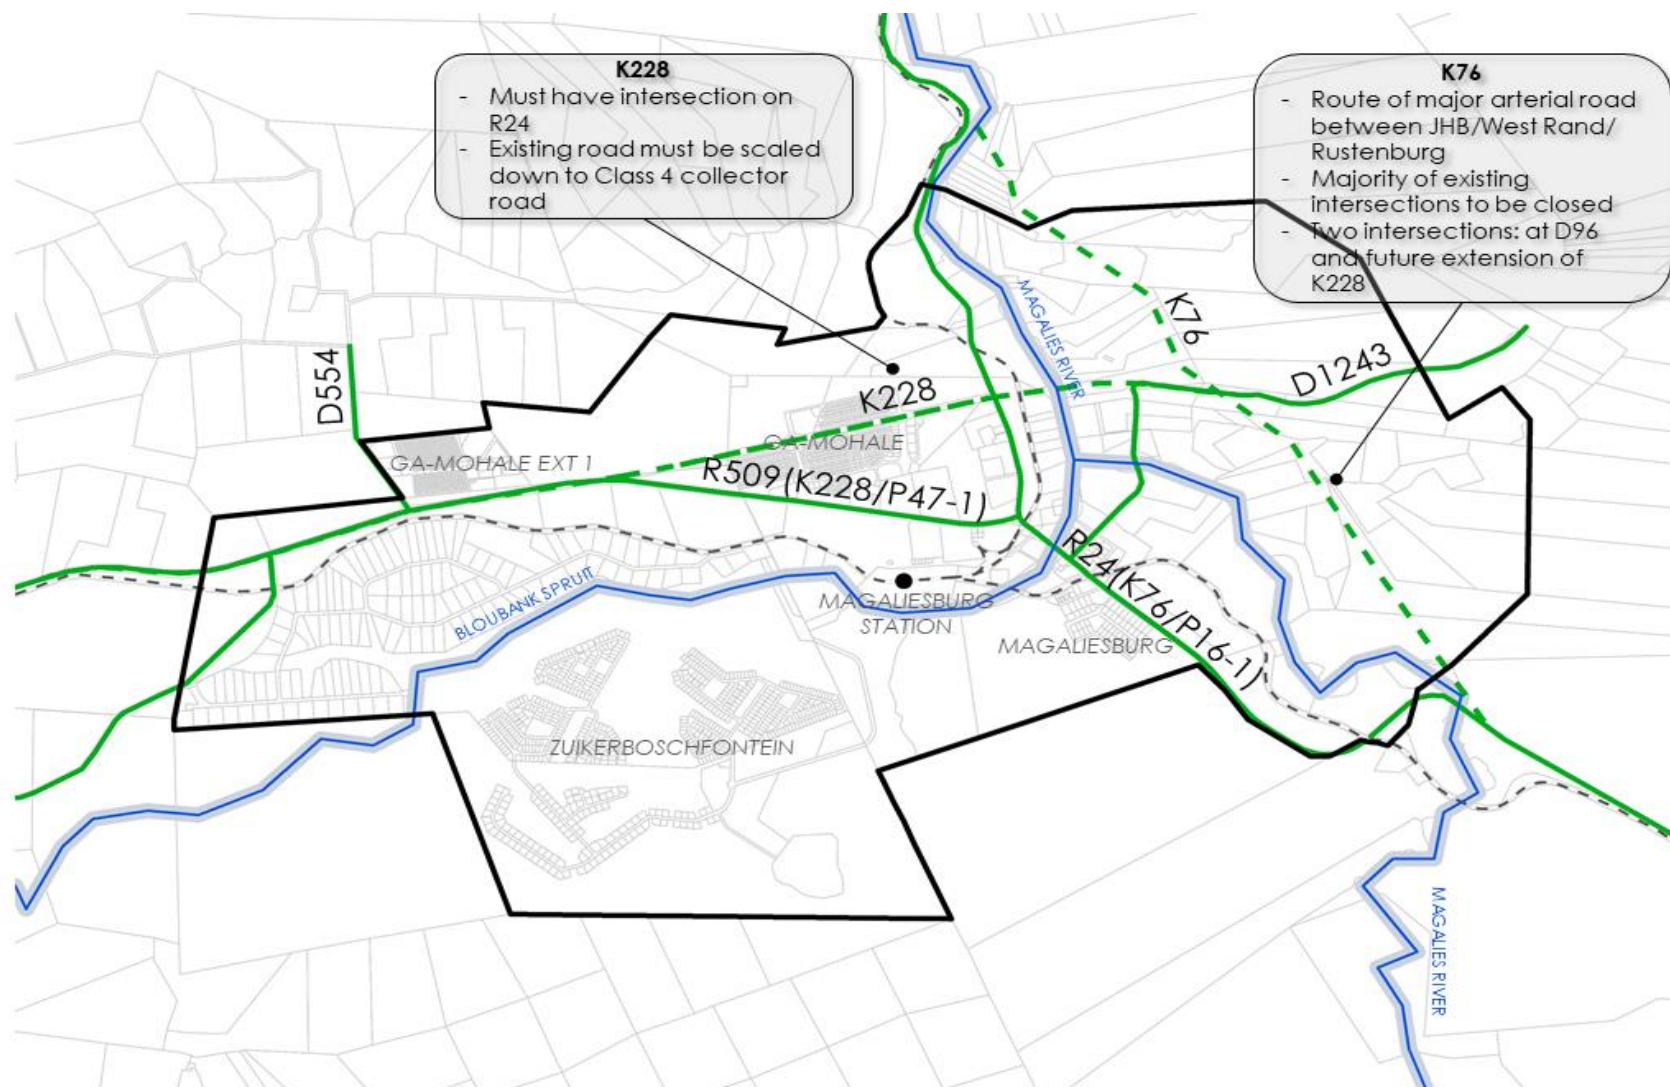 K228
- Must have intersection on
R24
- Existing road must be scaled
down to Class 4 collector
road
K76
- Route of major arterial road
between JHB/West Rand/
Rustenburg
- Majority of existing
intersections to be closed
- Two intersections: at D96
and future extension of
K228
MAGALIES RIVER
K76
D1243
D554
K228
GA-MOHALE
GA-MOHALE EXT 1
R509(K228/P47-1)
R24(K76/P16-1)
BLOUBANK SPRUIT
MAGALIESBURG
STATION
MAGALIESBURG
ZUIKERBOSCHFONTEIN
MAGALIES RIVER